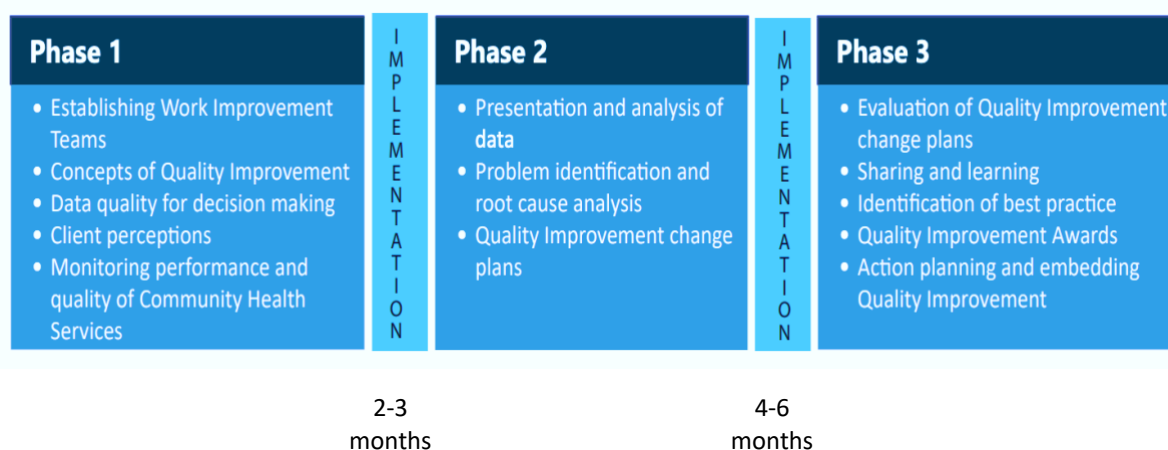 Phase 1
• Establishing Work Improvement
Teams
• Concepts of Quality Improvement
• Data quality for decision making
• Client perceptions
• Monitoring performance and
quality of Community Health
Services
IMPLEMENTATION
2-3
months
Phase 2
• Presentation and analysis of
data
• Problem identification and
root cause analysis
• Quality Improvement change
plans
IMPLEMENTATION
4-6
months
Phase 3
• Evaluation of Quality Improvement
change plans
• Sharing and learning
• Identification of best practice
• Quality Improvement Awards
• Action planning and embedding
Quality Improvement